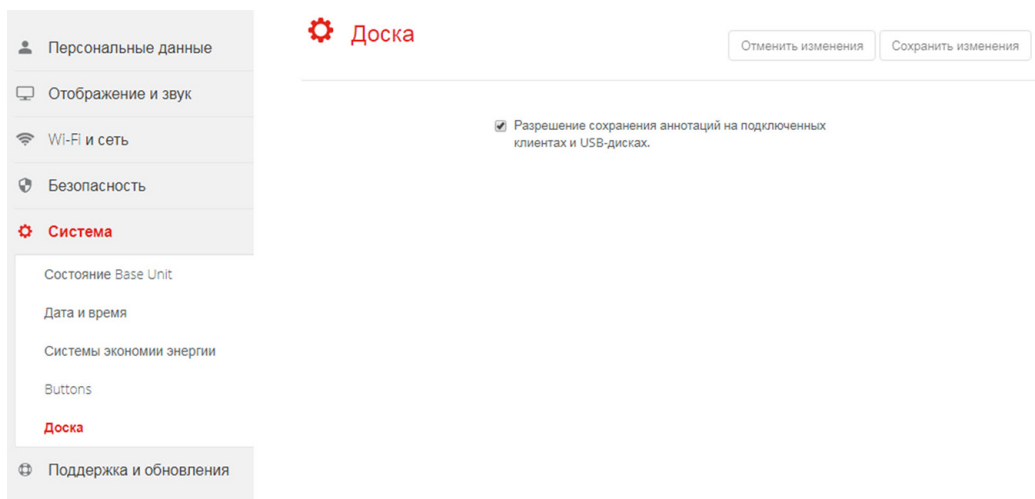 Доска
Отменить изменения
Сохранить изменения
Персональные данные
Отображение и звук
Wi-Fi и сеть
Безопасность
Система
Состояние Base Unit
Дата и время
Системы экономии энергии
Buttons
Доска
Поддержка и обновления
Разрешение сохранения аннотаций на подключенных
клиентах и USB-дисках.